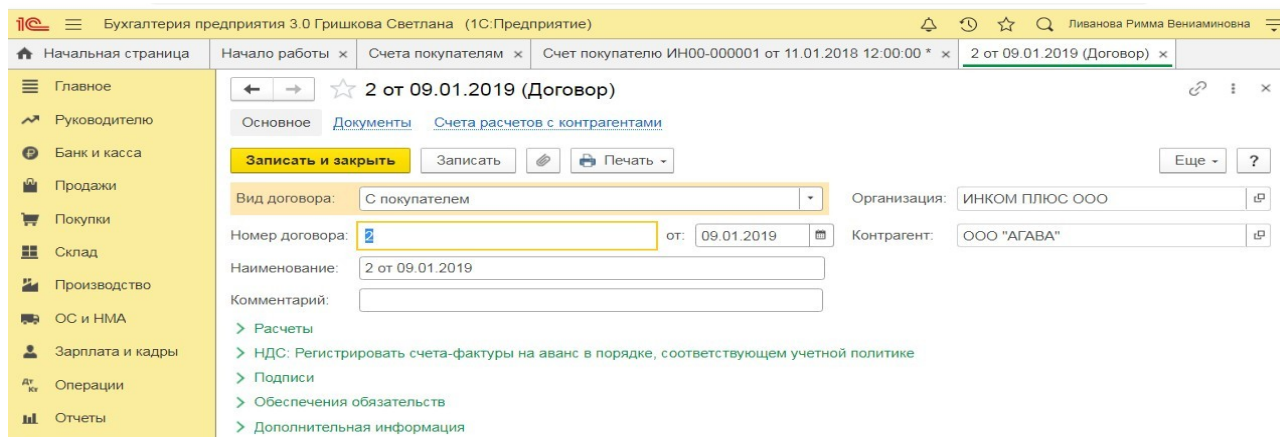 1С Бухгалтерия предприятия 3.0 Гришкова Светлана (1С:Предприятие) Ливанова Римма Вениаминовна
Начальная страница Начало работы × Счета покупателям × Счет покупателю ИН00-000001 от 11.01.2018 12:00:00 * × 2 от 09.01.2019 (Договор) ×
Главное
Руководителю
Банк и касса
Продажи
Покупки
Склад
Производство
ОС и НМА
Зарплата и кадры
Дт Кт Операции
Отчеты
2 от 09.01.2019 (Договор)
Основное Документы Счета расчетов с контрагентами
Записать и закрыть Записать Печать Еще ?
Вид договора: С покупателем Организация: ИНКОМ ПЛЮС ООО
Номер договора: 2 от: 09.01.2019 Контрагент: ООО "АГАВА"
Наименование: 2 от 09.01.2019
Комментарий:
Расчеты
НДС: Регистрировать счета-фактуры на аванс в порядке, соответствующем учетной политике
Подписи
Обеспечения обязательств
Дополнительная информация